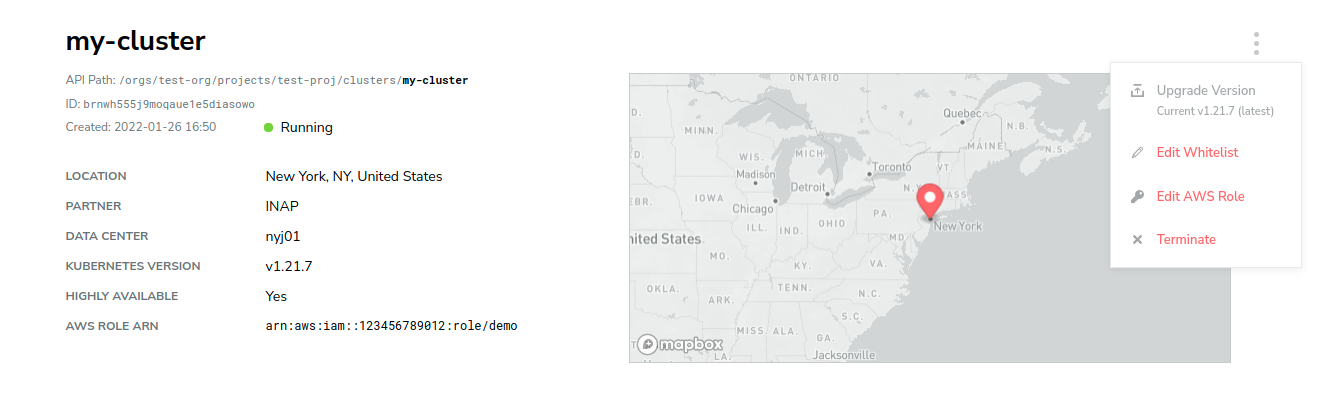 my-cluster
API Path: /orgs/test-org/projects/test-proj/clusters/my-cluster
ID: brnwh555j9moqaue1e5diasowo
Created: 2022-01-26 16:50
Running
LOCATION New York, NY, United States
PARTNER INAP
DATA CENTER nyj01
KUBERNETES VERSION v1.21.7
HIGHLY AVAILABLE Yes
AWS ROLE ARN arn:aws:iam::123456789012:role/demo
ONTARIO
Quebec
N.B.
MINN.
MAINE
N.S.
WIS.
MICH
Toronto
VT.
Madison
Detroit
N.Y.
MASS.
IOWA
Chicago
PA.
New York
ILL.
IND.
OHIO
MD.
nited States
MO.
KY.
VA.
OKLA.
TENN.
N.C.
ARK.
S.C.
MISS.
ALA.
GA.
LA.
Jacksonville
mapbox
Upgrade Version
Current v1.21.7 (latest)
Edit Whitelist
Edit AWS Role
Terminate